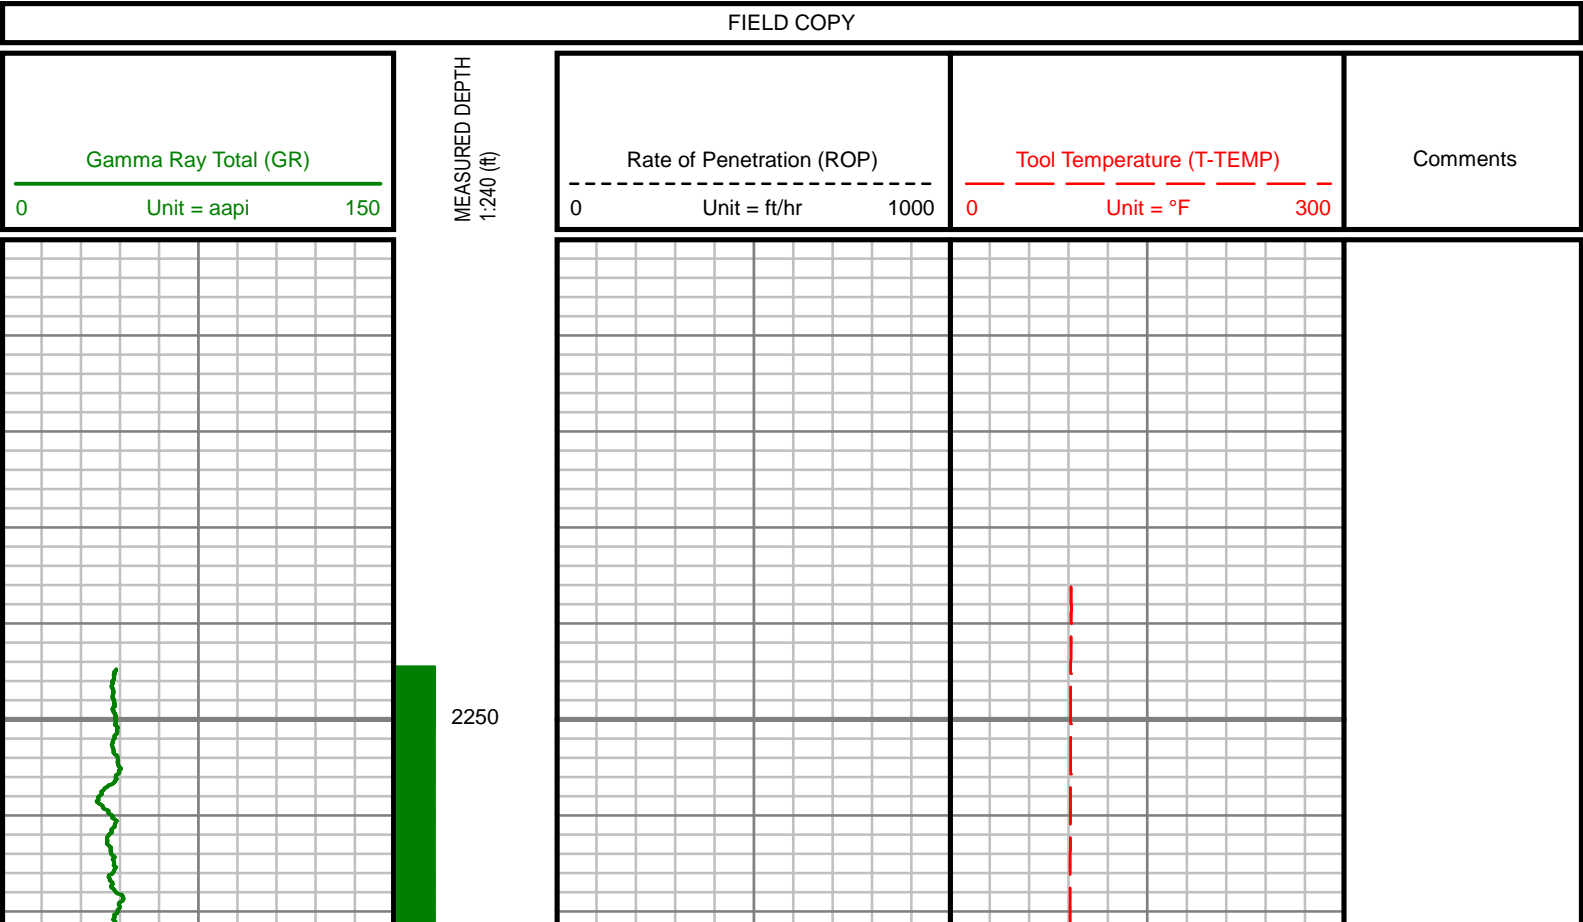 FIELD COPY
Gamma Ray Total (GR)
0 Unit = aapi 150
MEASURED DEPTH
1:240 (ft)
Rate of Penetration (ROP)
0 Unit = ft/hr 1000
Tool Temperature (T-TEMP)
0 Unit = °F 300
Comments
2250